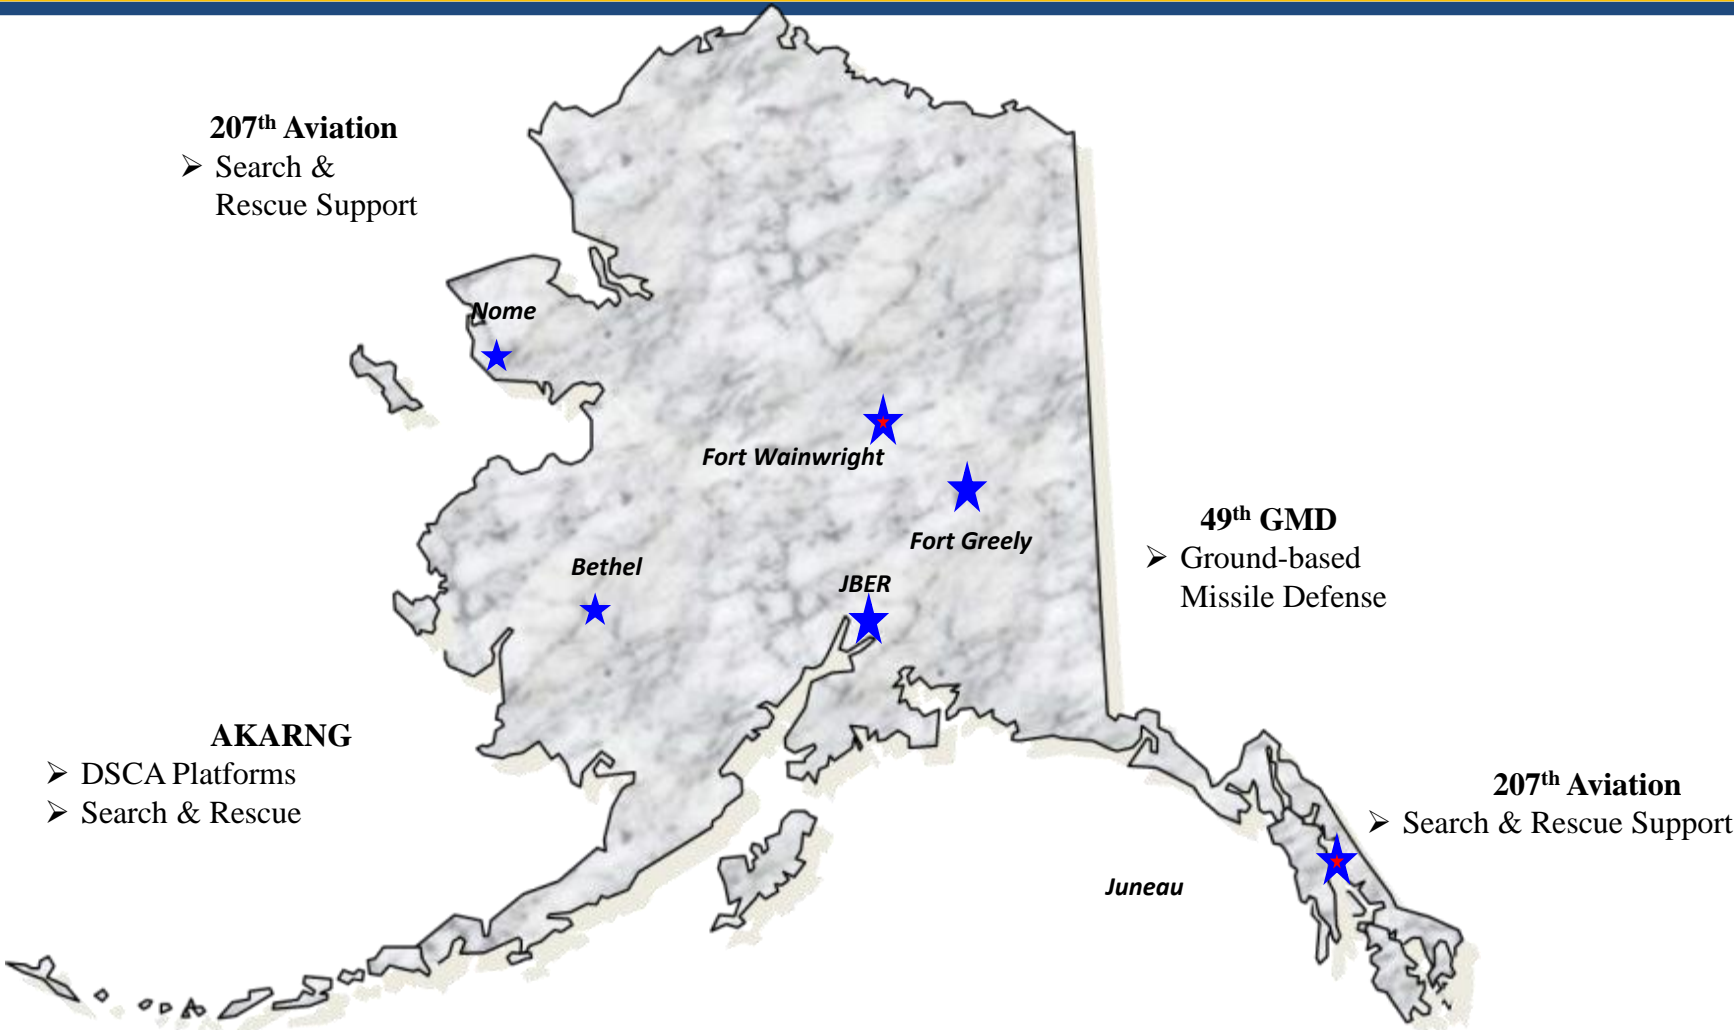 207th Aviation
➢ Search &
Rescue Support
Nome
Fort Wainwright
Fort Greely
49th GMD
➢ Ground-based
Missile Defense
Bethel
JBER
AKARNG
➢ DSCA Platforms
➢ Search & Rescue
207th Aviation
➢ Search & Rescue Support
Juneau